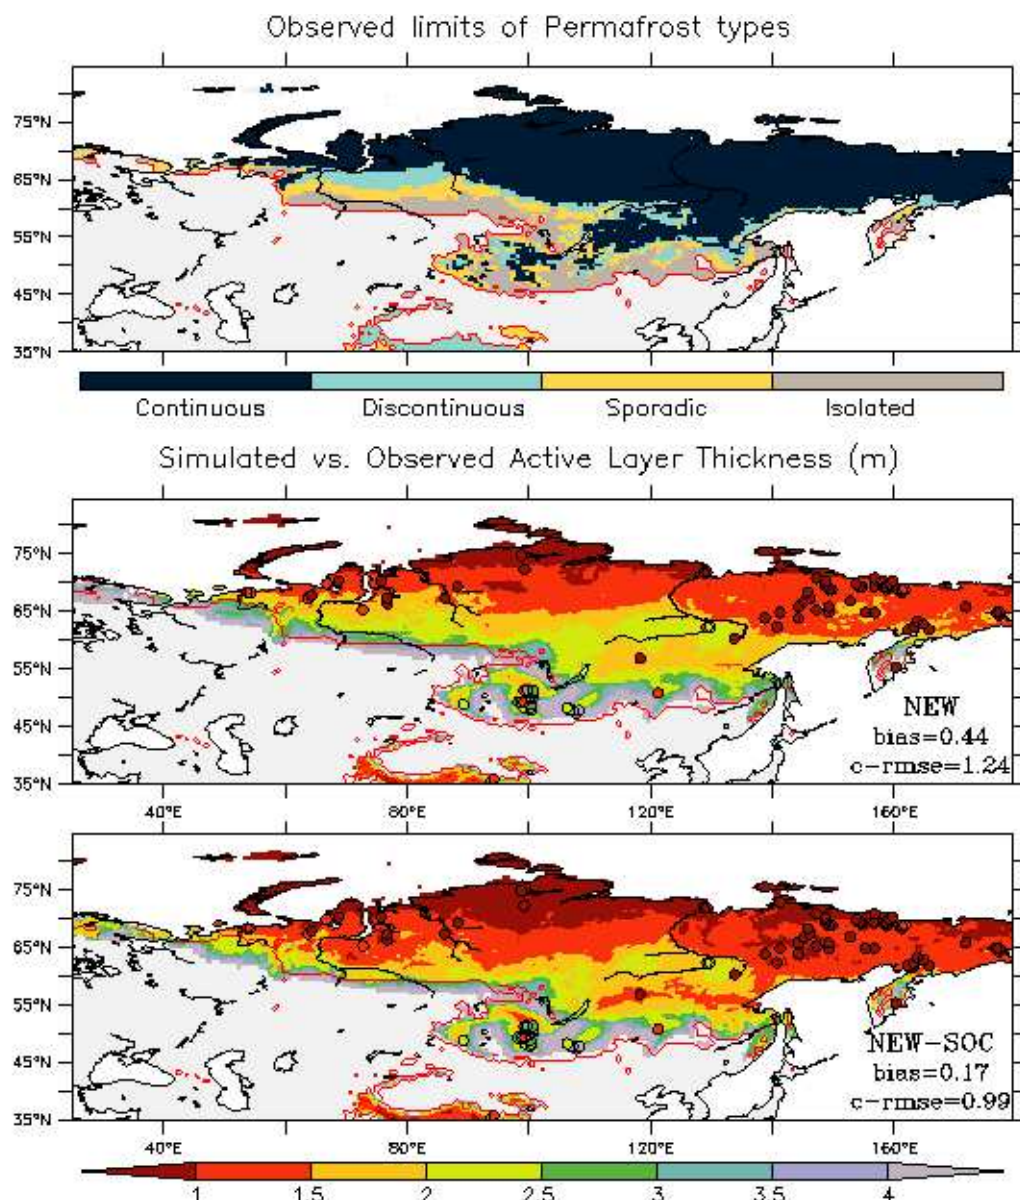 Observed limits of Permafrost types
75°N
65°N
55°N
45°N
35°N
Continuous Discontinuous Sporadic Isolated
Simulated vs. Observed Active Layer Thickness (m)
75°N
65°N
55°N
45°N
35°N
NEW
bias=0.44
c-rmse=1.24
40°E 80°E 120°E 160°E
75°N
65°N
55°N
45°N
35°N
NEW-SOC
bias=0.17
c-rmse=0.99
40°E 80°E 120°E 160°E
1 1.5 2 2.5 3 3.5 4